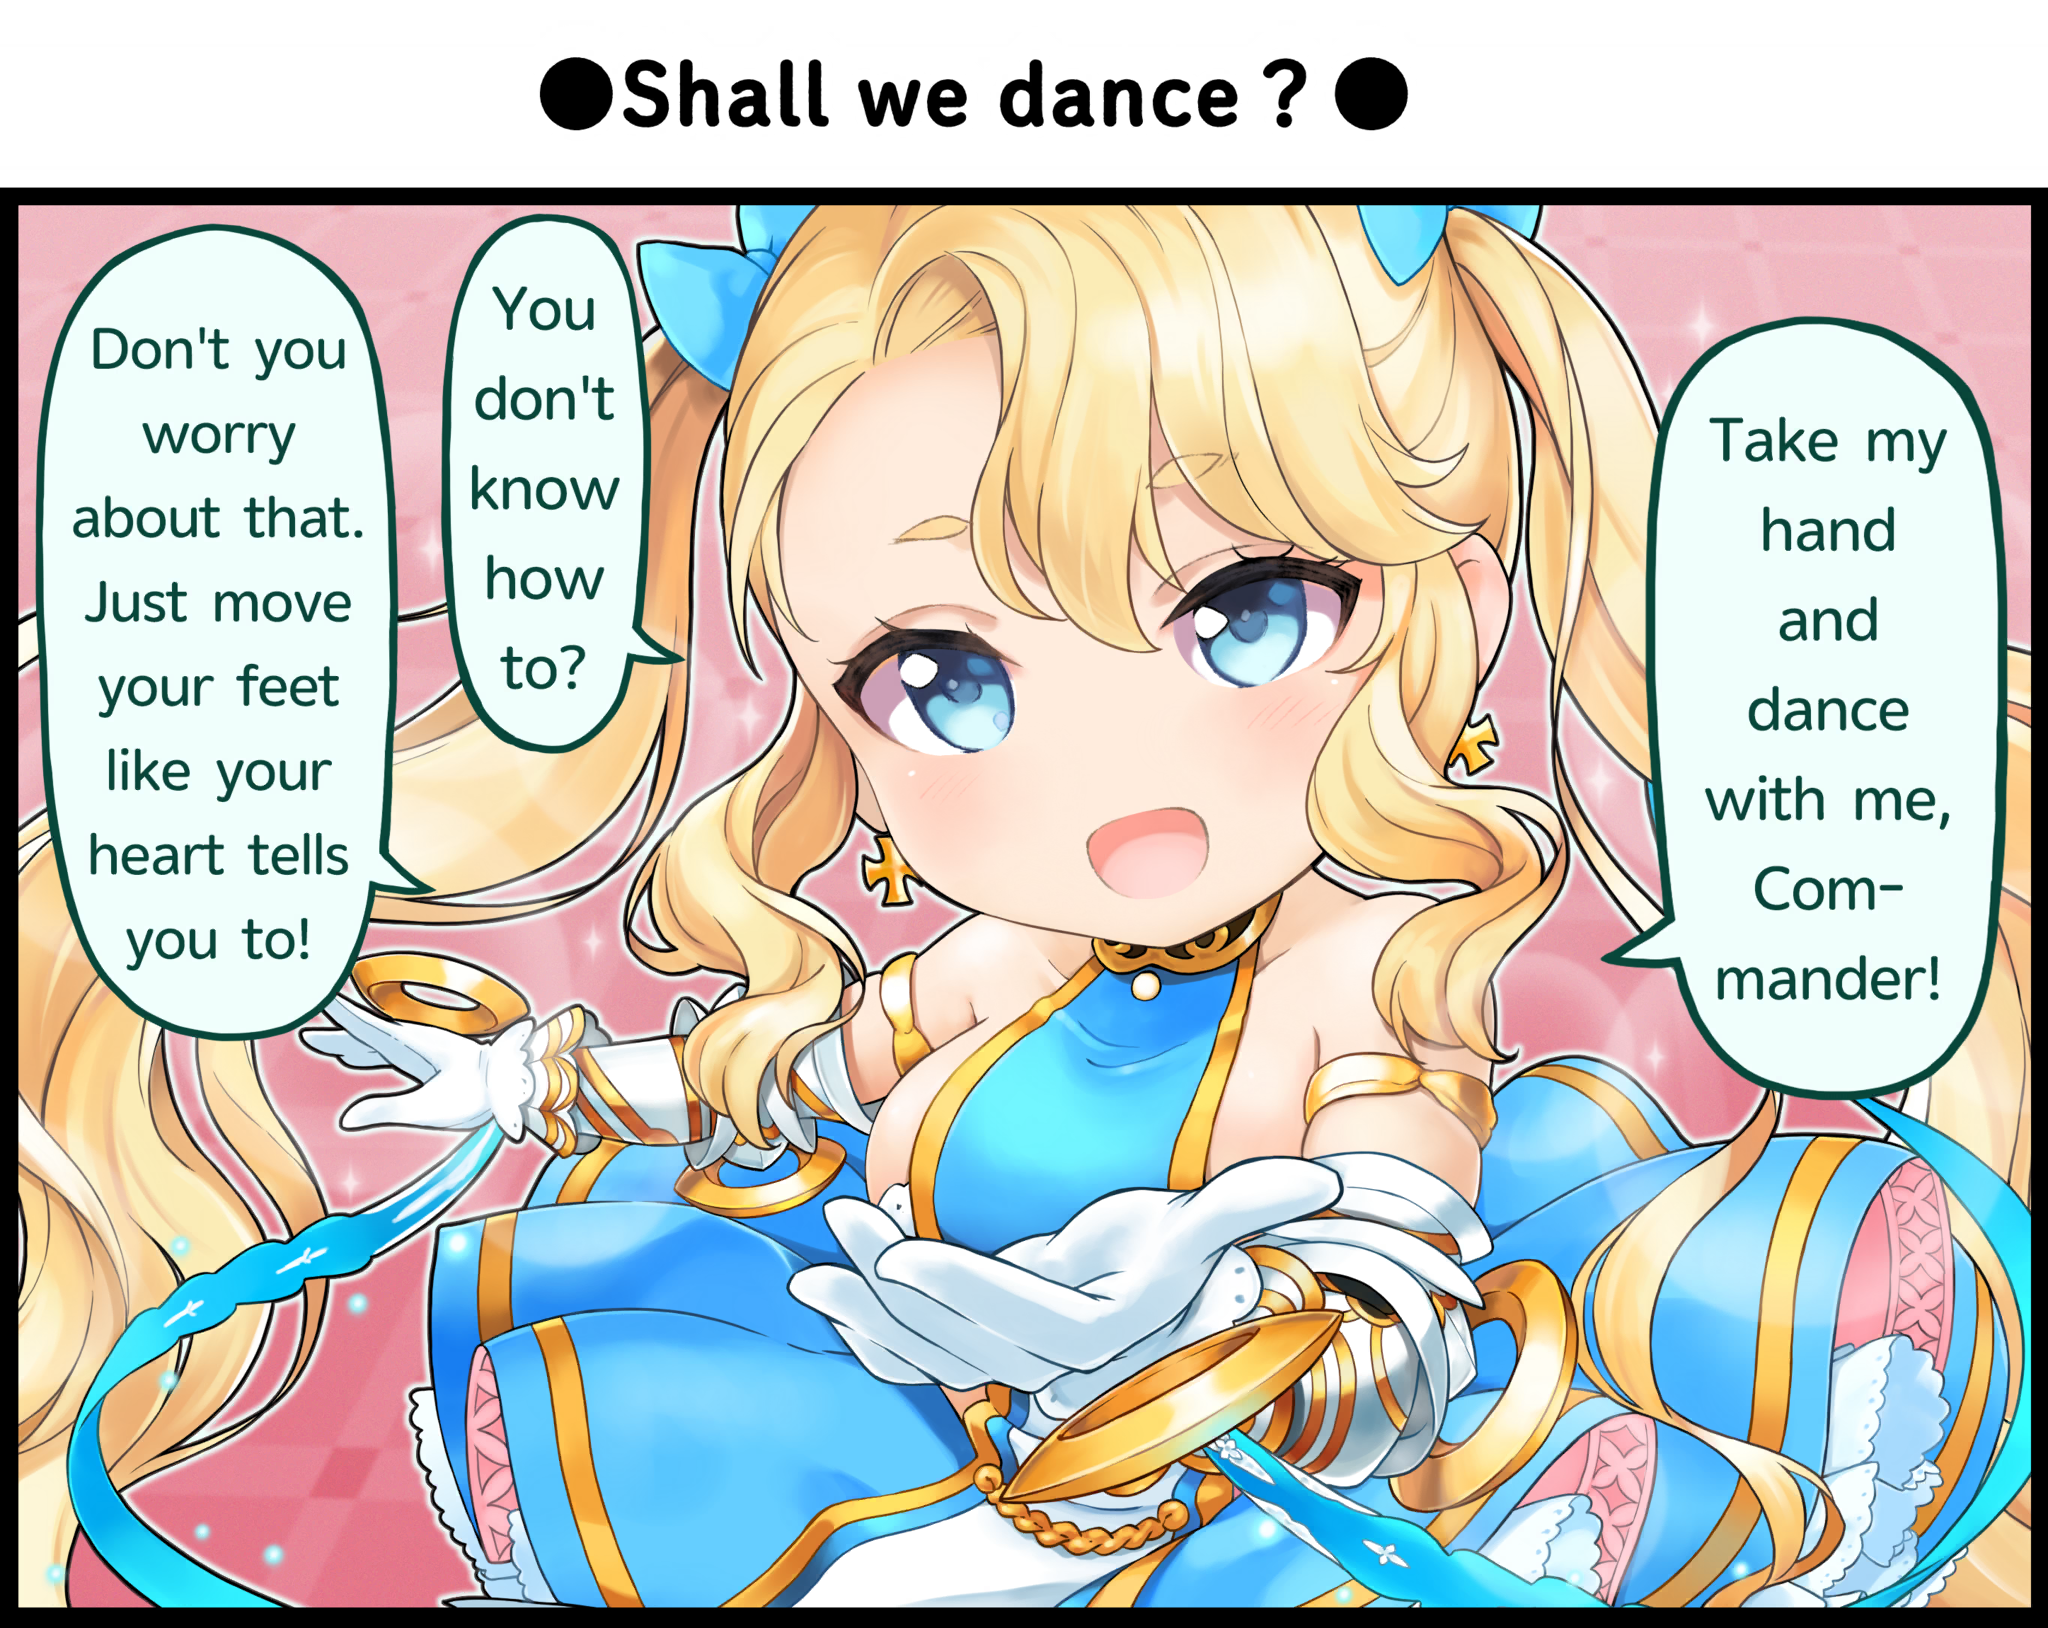 ●Shall we dance?●
Take my
hand
and
dance
with me,
Com-
mander!
You
don't
know
how
to?
Don't you
worry
about that.
Just move
your feet
like your
heart tells
you to!